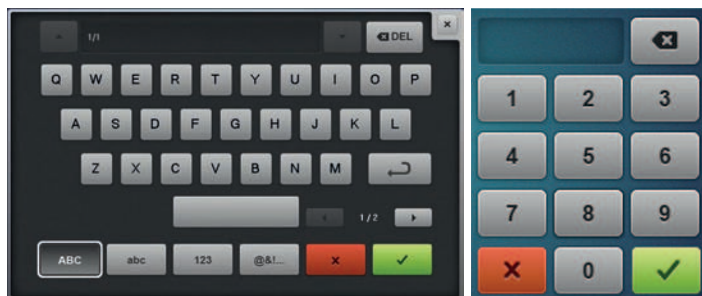 1/1 DEL
Q W E R T Y U I O P
A S D F G H J K L
Z X C V B N M
1/2
ABC abc 123 @&!...
1 2 3
4 5 6
7 8 9
0